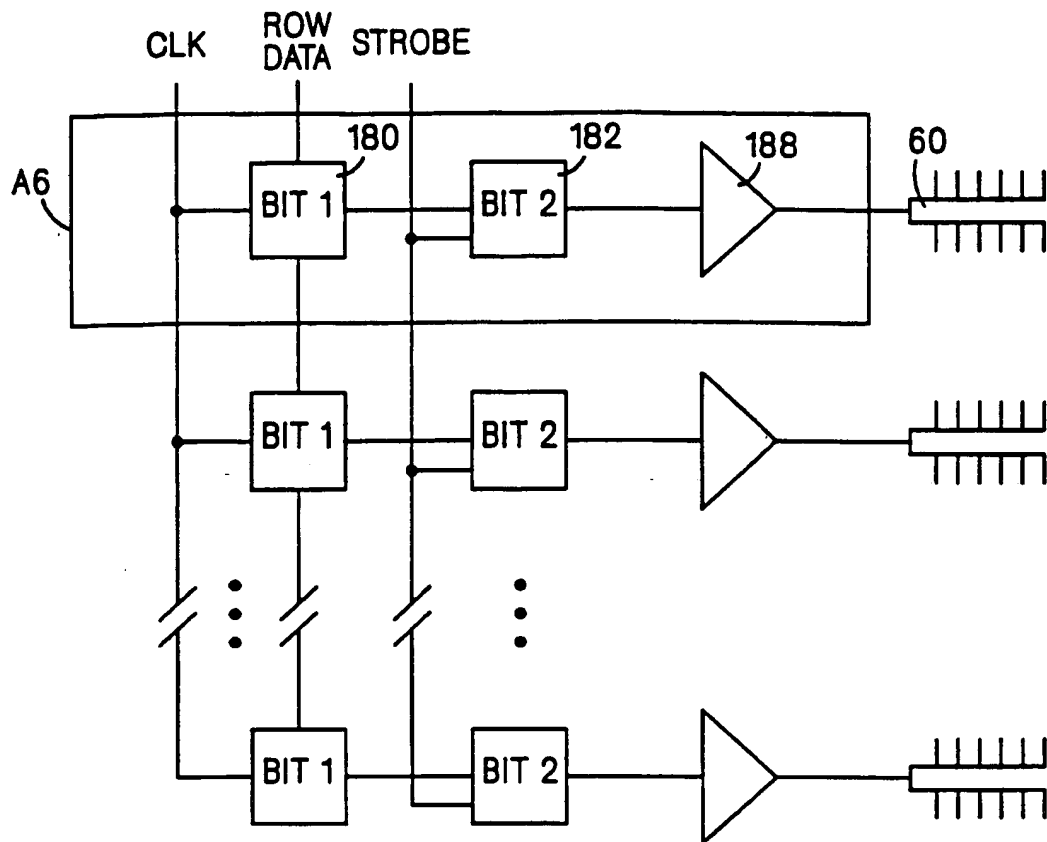 CLK
ROW
DATA
STROBE
A6
180
182
188
60
BIT 1
BIT 2
BIT 1
BIT 2
BIT 1
BIT 2